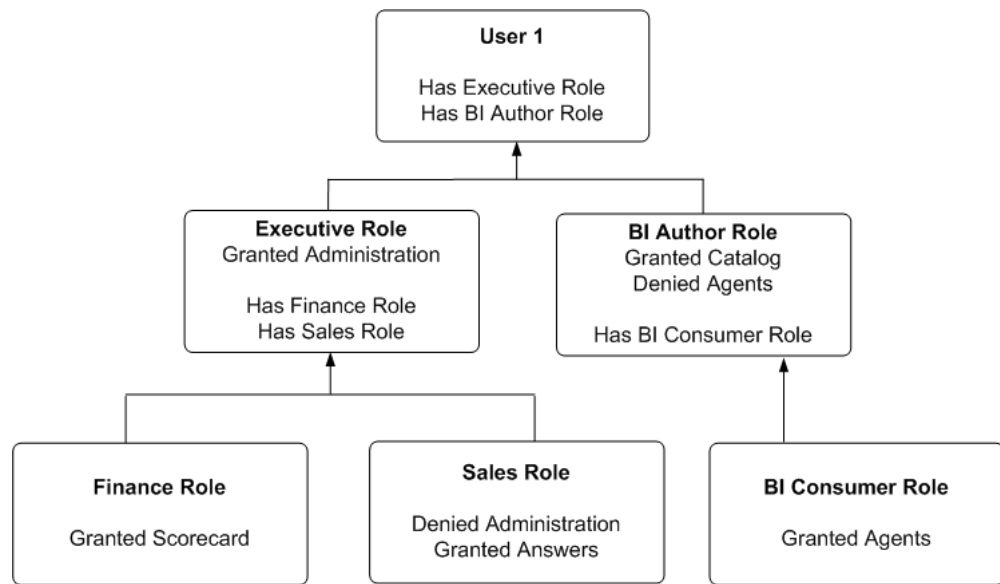 User 1
Has Executive Role
Has BI Author Role
Executive Role
Granted Administration
Has Finance Role
Has Sales Role
BI Author Role
Granted Catalog
Denied Agents
Has BI Consumer Role
Finance Role
Granted Scorecard
Sales Role
Denied Administration
Granted Answers
BI Consumer Role
Granted Agents